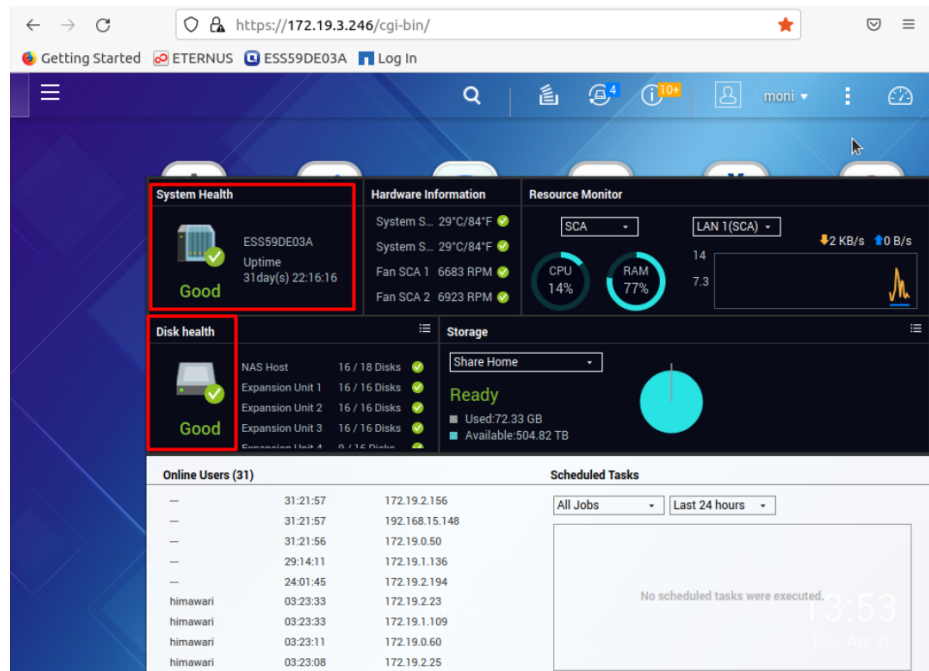 https://172.19.3.246/cgi-bin/
Getting Started ETERNUS ESS59DE03A Log In
4 10+ moni
System Health
ESS59DE03A
Uptime
31day(s) 22:16:16
Good
Hardware Information
System S... 29°C/84°F
System S... 29°C/84°F
Fan SCA 1 6683 RPM
Fan SCA 2 6923 RPM
Resource Monitor
SCA LAN 1(SCA)
2 KB/s 0 B/s
CPU
14%
RAM
77%
14
7.3
Disk health
Good
NAS Host 16 / 18 Disks
Expansion Unit 1 16 / 16 Disks
Expansion Unit 2 16 / 16 Disks
Expansion Unit 3 16 / 16 Disks
Expansion Unit 4 9 / 16 Disks
Storage
Share Home
Ready
Used:72.33 GB
Available:504.82 TB
Online Users (31)
— 31:21:57 172.19.2.156
— 31:21:57 192.168.15.148
— 31:21:56 172.19.0.50
— 29:14:11 172.19.1.136
— 24:01:45 172.19.2.194
himawari 03:23:33 172.19.2.23
himawari 03:23:33 172.19.1.109
himawari 03:23:11 172.19.0.60
himawari 03:23:08 172.19.2.25
Scheduled Tasks
All Jobs Last 24 hours
No scheduled tasks were executed.
13:53
Tue, Apr 26